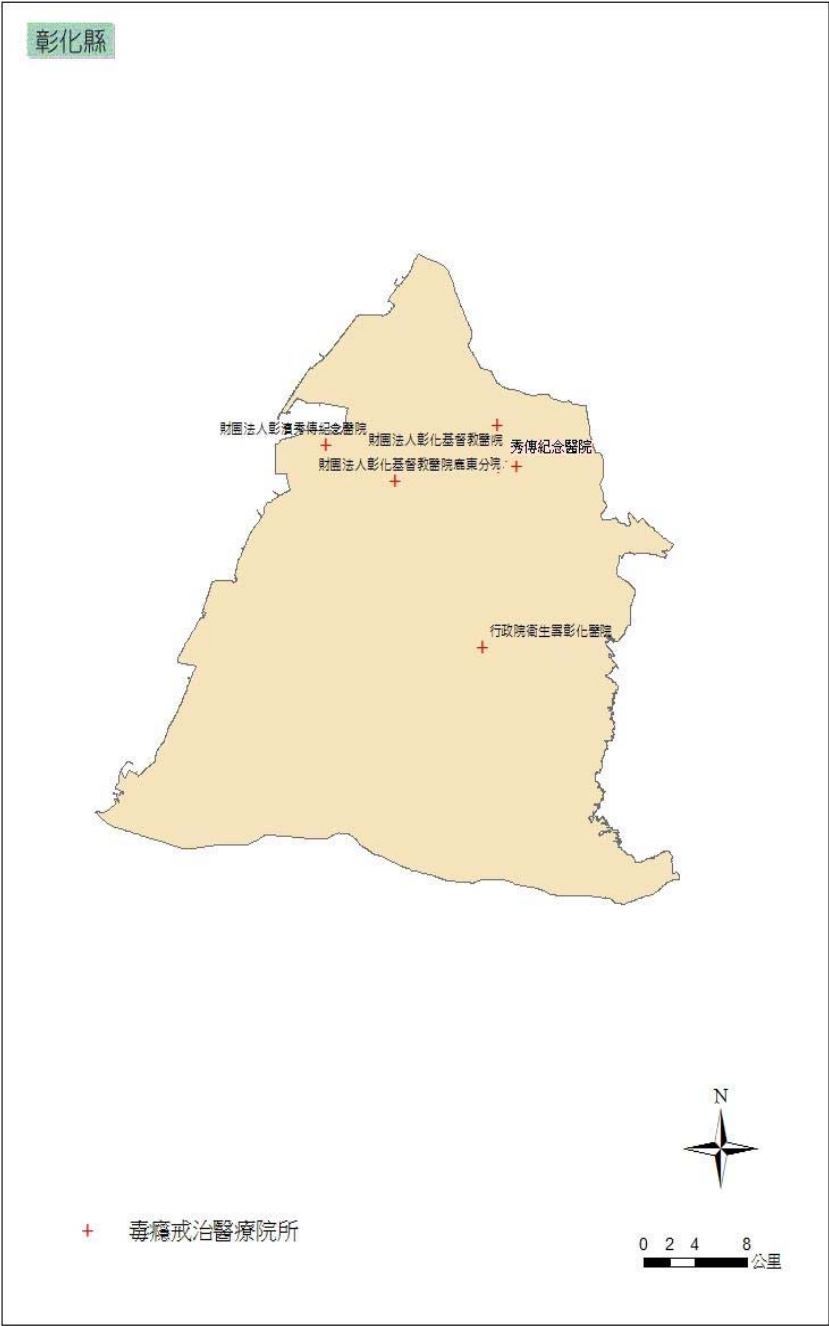 彰化縣
財團法人彰濱秀傳紀念醫院
財團法人彰化基督教醫院
秀傳紀念醫院
財團法人彰化基督教醫院鹿東分院
行政院衛生署彰化醫院
N
毒癮戒治醫療院所
0 2 4 8
公里